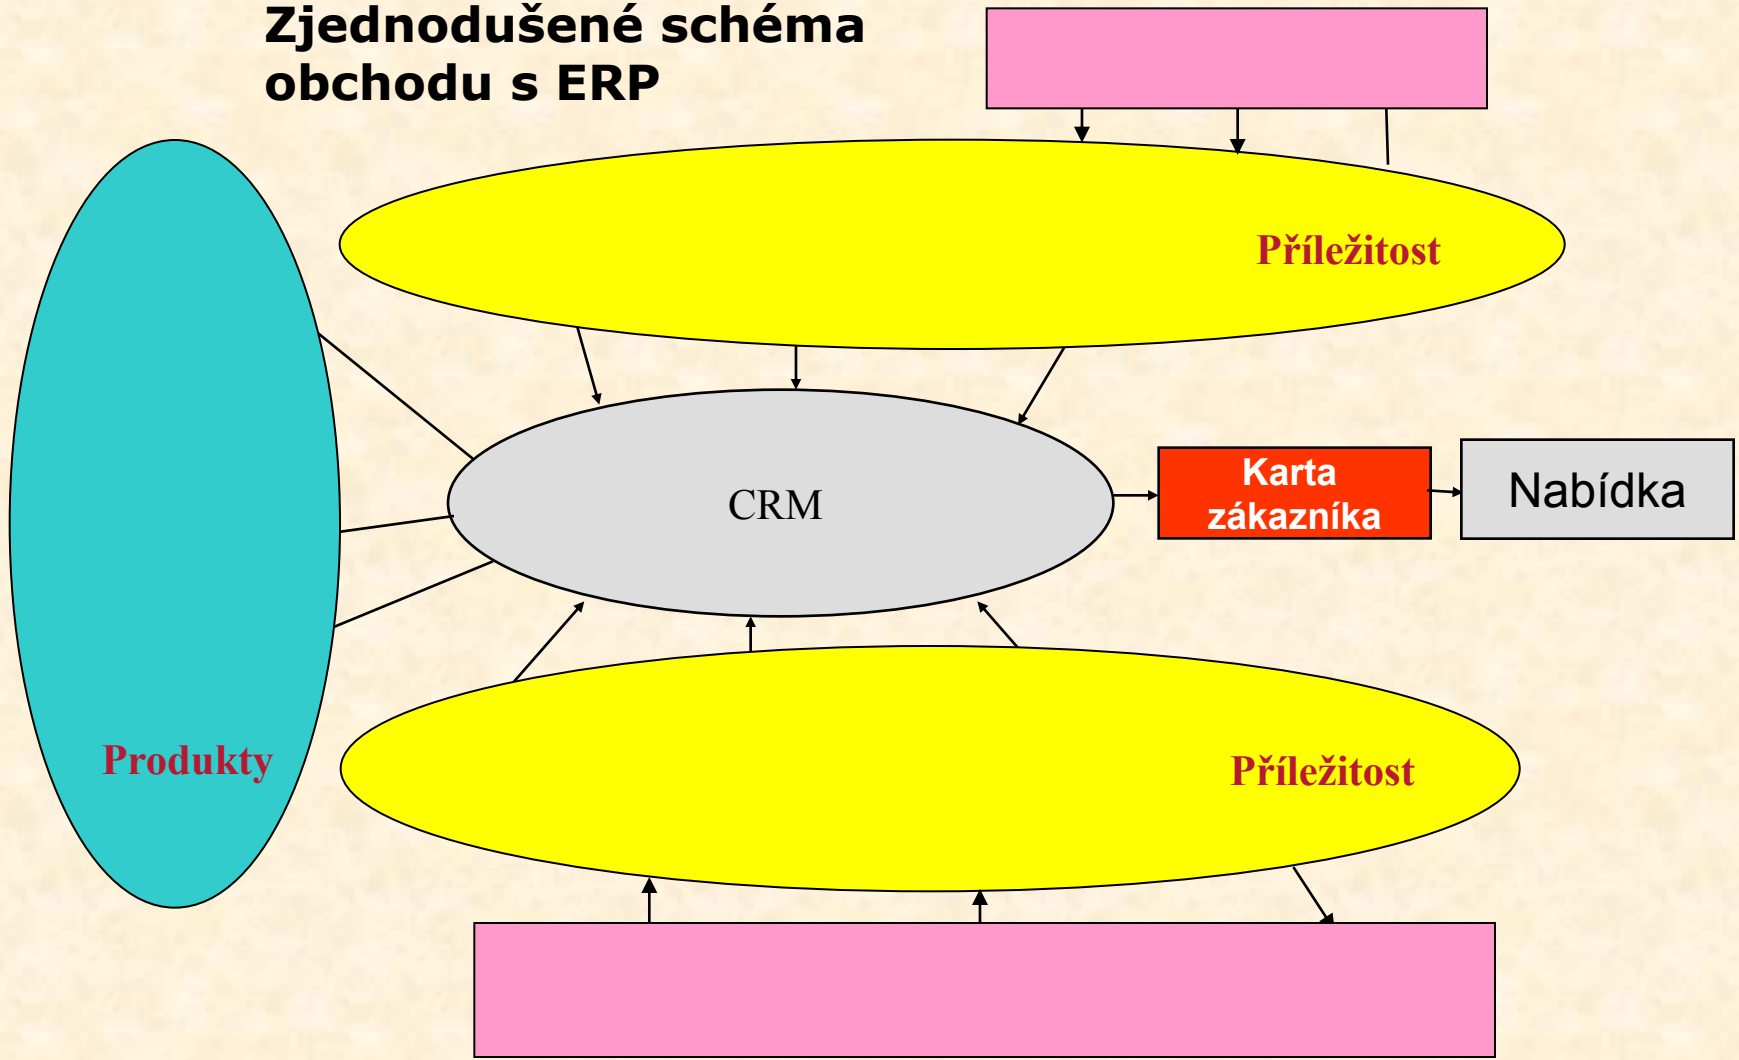 Zjednodušené schéma
obchodu s ERP
Příležitost
CRM
Karta
zákazníka
Nabídka
Produkty
Příležitost